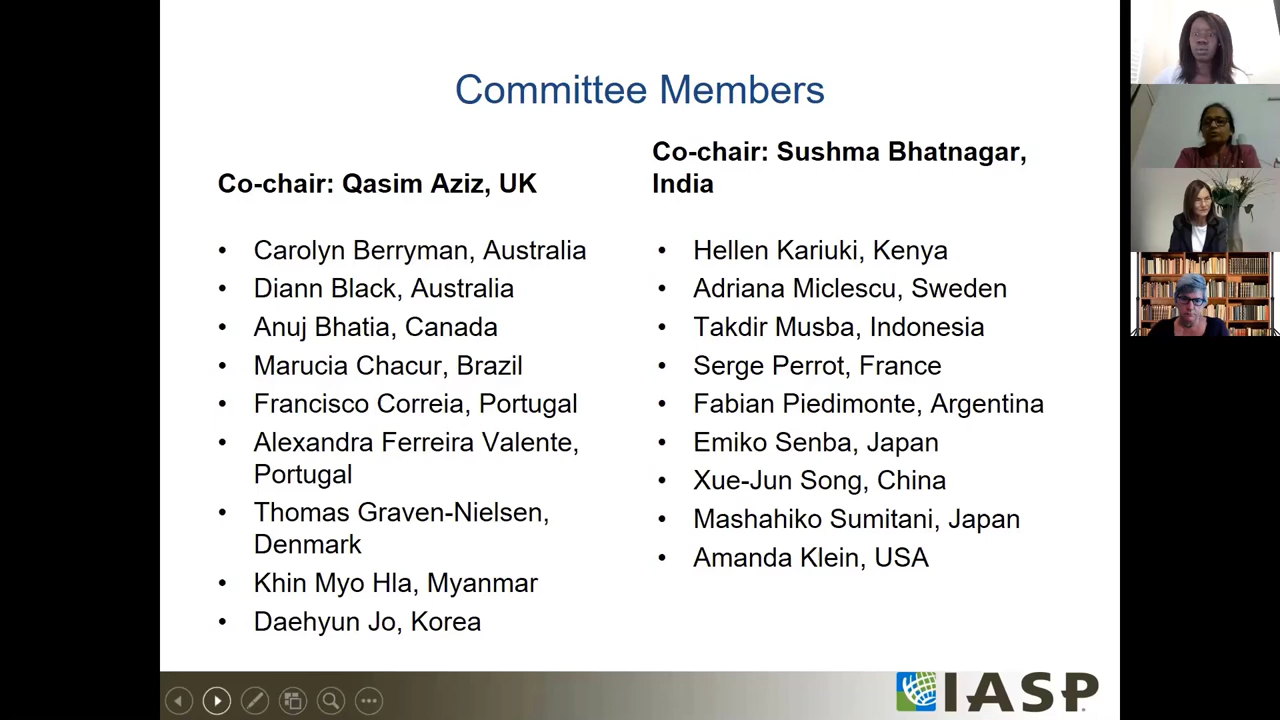 Committee Members
Co-chair: Qasim Aziz, UK
• Carolyn Berryman, Australia
• Diann Black, Australia
• Anuj Bhatia, Canada
• Marucia Chacur, Brazil
• Francisco Correia, Portugal
• Alexandra Ferreira Valente,
Portugal
• Thomas Graven-Nielsen,
Denmark
• Khin Myo Hla, Myanmar
• Daehyun Jo, Korea
Co-chair: Sushma Bhatnagar,
India
• Hellen Kariuki, Kenya
• Adriana Miclescu, Sweden
• Takdir Musba, Indonesia
• Serge Perrot, France
• Fabian Piedimonte, Argentina
• Emiko Senba, Japan
• Xue-Jun Song, China
• Mashahiko Sumitani, Japan
• Amanda Klein, USA
IASP